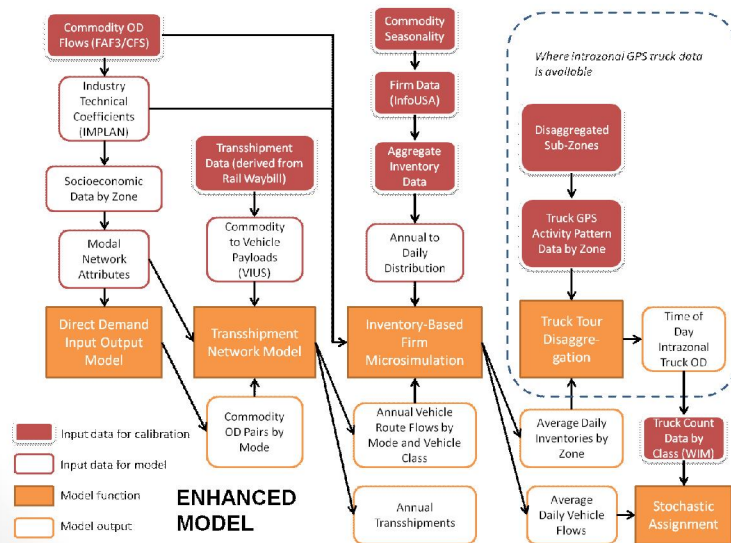 Commodity OD
Flows (FAF3/CFS)
Industry
Technical
Coefficients
(IMPLAN)
Socioeconomic
Data by Zone
Modal
Network
Attributes
Direct Demand
Input Output
Model
Transshipment
Data (derived from
Rail Waybill)
Commodity
to Vehicle
Payloads
(VIUS)
Transshipment
Network Model
Commodity
OD Pairs by
Mode
Commodity
Seasonality
Firm Data
(InfoUSA)
Aggregate
Inventory
Data
Annual to
Daily
Distribution
Inventory-Based
Firm
Microsimulation
Annual Vehicle
Route Flows by
Mode and Vehicle
Class
Annual
Transshipments
Where intrazonal GPS truck data
is available
Disaggregated
Sub-Zones
Truck GPS
Activity Pattern
Data by Zone
Truck Tour
Disaggre-
gation
Time of
Day
Intrazonal
Truck OD
Average Daily
Inventories by
Zone
Average
Daily Vehicle
Flows
Truck Count
Data by
Class (WIM)
Stochastic
Assignment
Input data for calibration
Input data for model
Model function
Model output
ENHANCED
MODEL